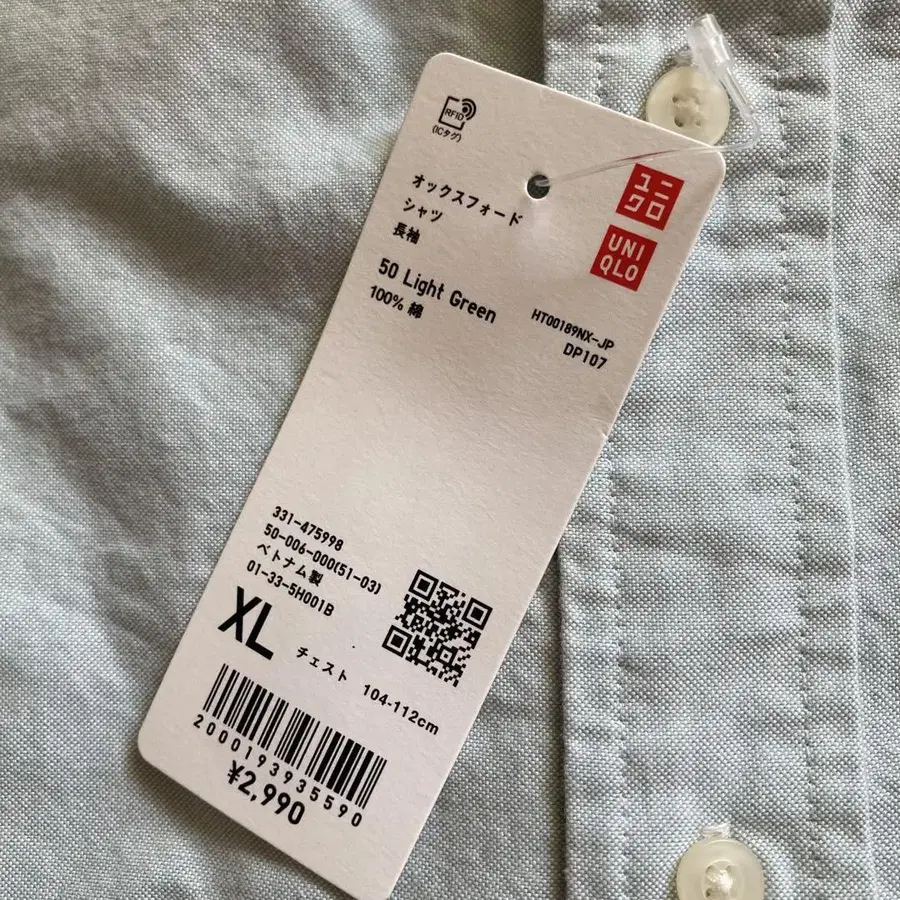 RFID
(ICタグ)
ユニ
クロ
オックスフォード
シャツ
長袖
UNI
QLO
50 Light Green
100% 綿
HT00189NX-JP
DP107
331-475998
50-006-000(51-03)
ベトナム製
01-33-5H001B
XL
チェスト 104-112cm
2000193935590
¥2,990